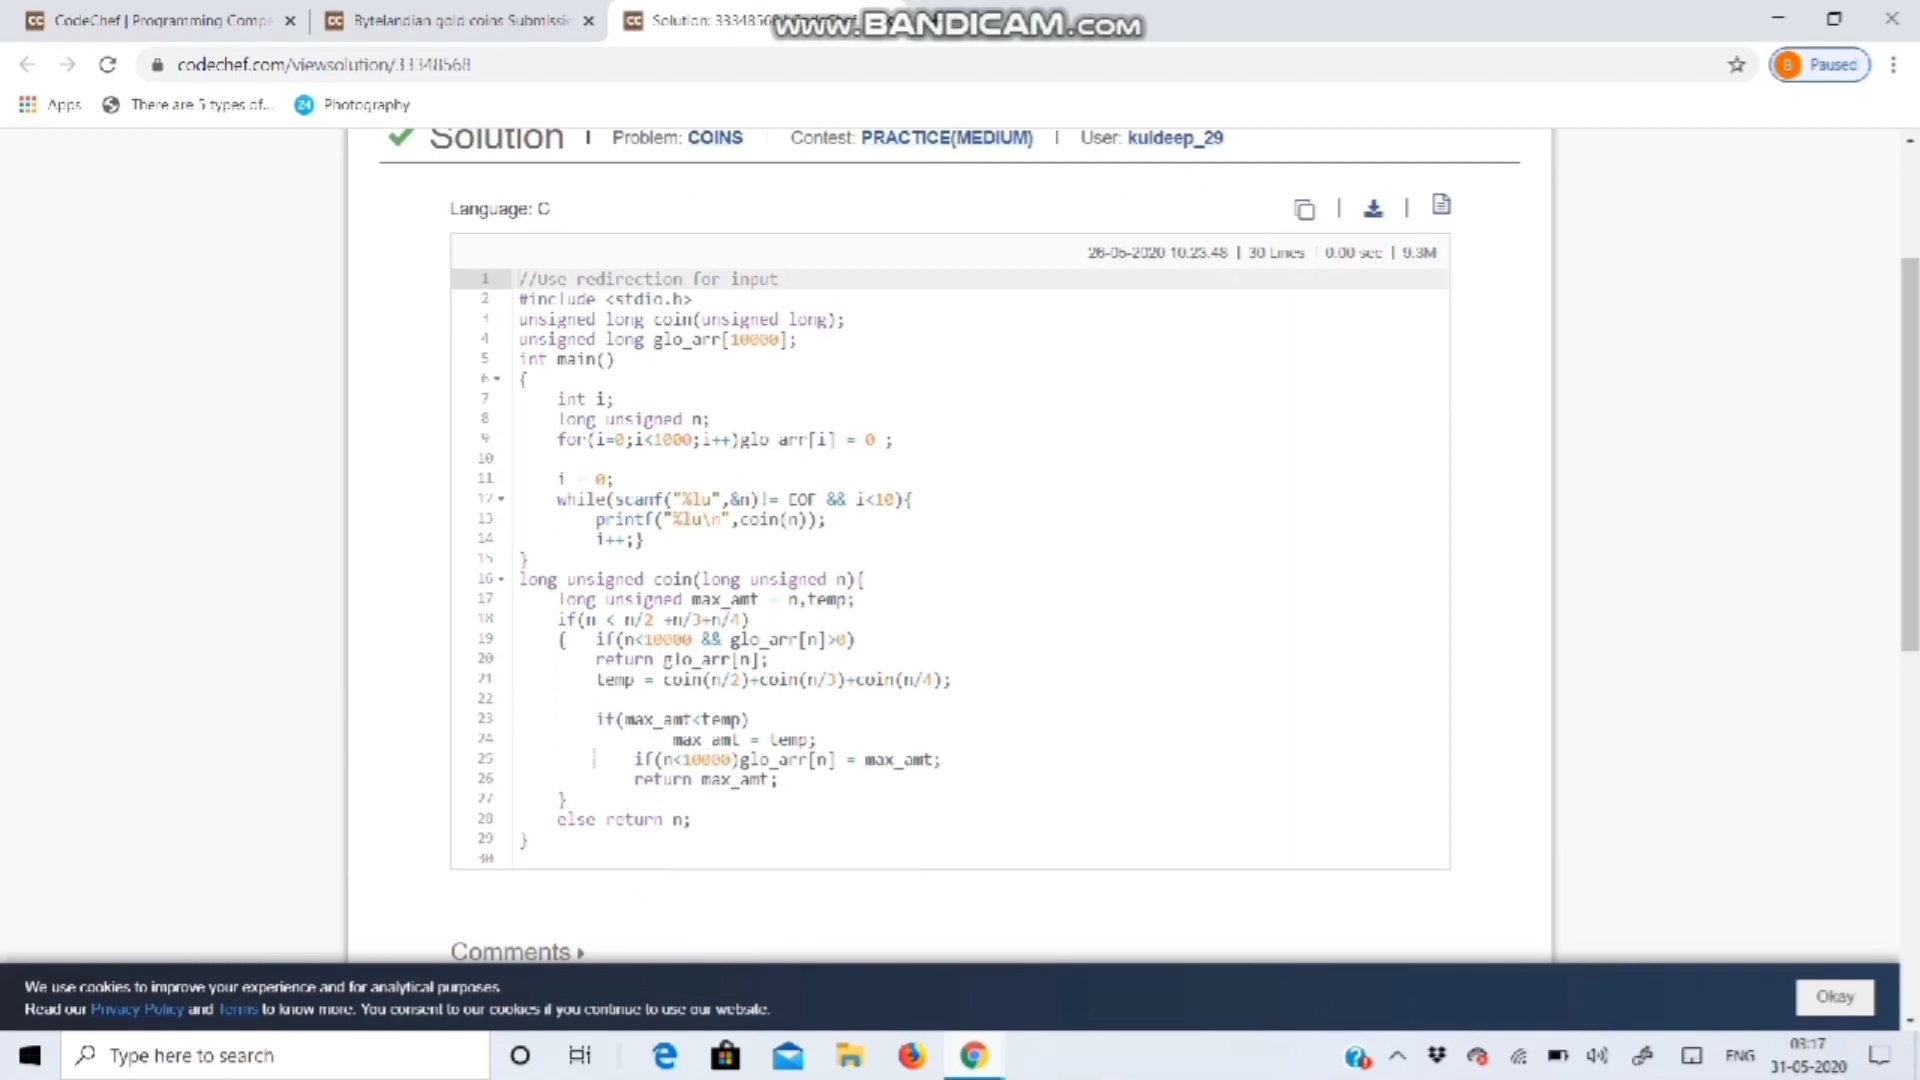 CodeChef | Programming Compe
Bytelandian gold coins Submissi
Solution: 33348568
www.BANDICAM.com
codechef.com/viewsolution/33348568
Paused
Apps
There are 5 types of...
Photography
Solution | Problem: COINS Contest: PRACTICE(MEDIUM) | User: kuldeep_29
Language: C
26-05-2020 10:23:48 | 30 Lines | 0.00 sec | 9.3M
1 //Use redirection for input
2 #include <stdio.h>
3 unsigned long coin(unsigned long);
4 unsigned long glo_arr[10000];
5 int main()
6 {
7 int i;
8 long unsigned n;
9 for(i=0;i<1000;i++)glo_arr[i] = 0 ;
10
11 i = 0;
12 while(scanf("%lu",&n)!= EOF && i<10){
13 printf("%lu\n",coin(n));
14 i++;}
15 }
16 long unsigned coin(long unsigned n){
17 long unsigned max_amt = n,temp;
18 if(n < n/2 +n/3+n/4)
19 { if(n<10000 && glo_arr[n]>0)
20 return glo_arr[n];
21 temp = coin(n/2)+coin(n/3)+coin(n/4);
22
23 if(max_amt<temp)
24 max_amt = temp;
25 if(n<10000)glo_arr[n] = max_amt;
26 return max_amt;
27 }
28 else return n;
29 }
30
Comments
We use cookies to improve your experience and for analytical purposes
Read our Privacy Policy and Terms to know more. You consent to our cookies if you continue to use our website.
Okay
Type here to search
ENG
03:17
31-05-2020